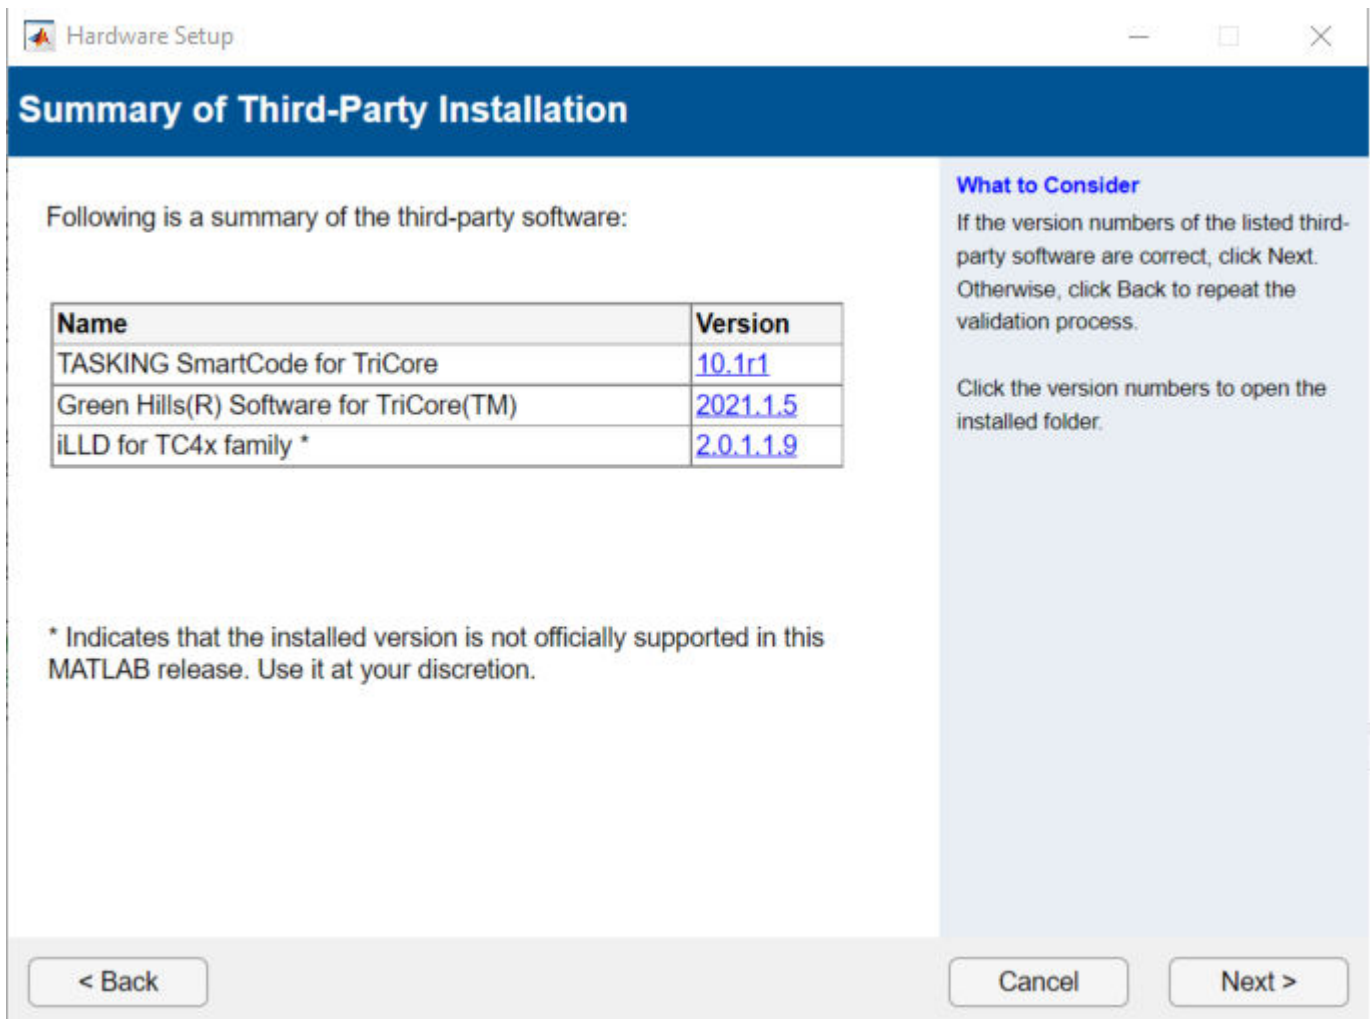 Hardware Setup
Summary of Third-Party Installation
Following is a summary of the third-party software:
Name Version
TASKING SmartCode for TriCore 10.1r1
Green Hills(R) Software for TriCore(TM) 2021.1.5
iLLD for TC4x family * 2.0.1.1.9
* Indicates that the installed version is not officially supported in this
MATLAB release. Use it at your discretion.
What to Consider
If the version numbers of the listed third-
party software are correct, click Next.
Otherwise, click Back to repeat the
validation process.
Click the version numbers to open the
installed folder.
< Back
Cancel
Next >